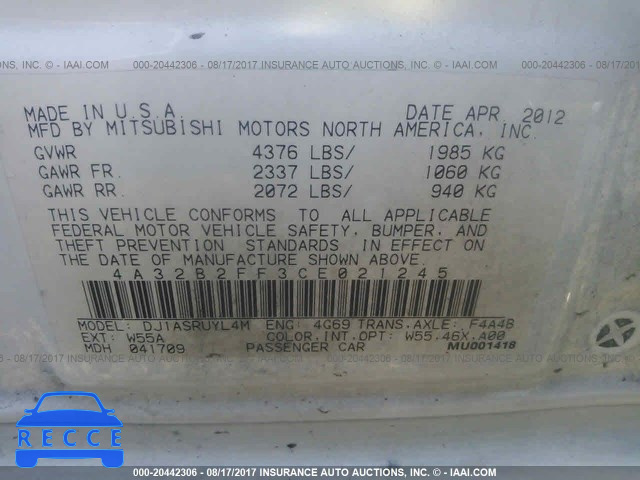 000-20442306 - 08/17/2017 INSURANCE AUTO AUCTIONS, INC. - © IAAI.COM
MADE IN U.S.A. DATE APR 2012
MFD BY MITSUBISHI MOTORS NORTH AMERICA, INC
GVWR 4376 LBS/ 1985 KG
GAWR FR. 2337 LBS/ 1060 KG
GAWR RR. 2072 LBS/ 940 KG
THIS VEHICLE CONFORMS TO ALL APPLICABLE
FEDERAL MOTOR VEHICLE SAFETY, BUMPER, AND
THEFT PREVENTION STANDARDS IN EFFECT ON
THE DATE OF MANUFACTURE SHOWN ABOVE.
4A32B2FF3CE021245
MODEL: DJ1ASRUYL4M ENG: 4G69 TRANS.AXLE: F4A4B
EXT: W55A COLOR,INT,OPT: W55,46X,A00
MDH 041709 PASSENGER CAR MU001418
RECCE
000-20442306 - 08/17/2017 INSURANCE AUTO AUCTIONS, INC. - © IAAI.COM